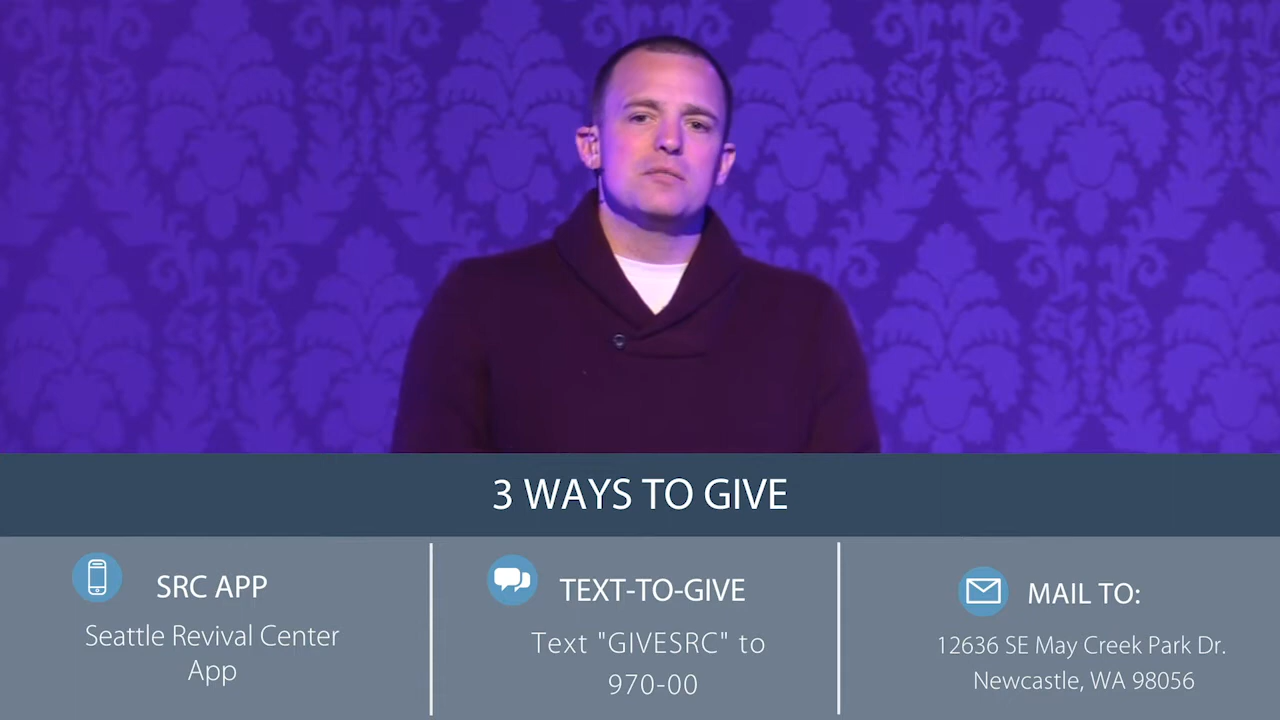 3 WAYS TO GIVE
SRC APP
Seattle Revival Center
App
TEXT-TO-GIVE
Text "GIVESRC" to
970-00
MAIL TO:
12636 SE May Creek Park Dr.
Newcastle, WA 98056